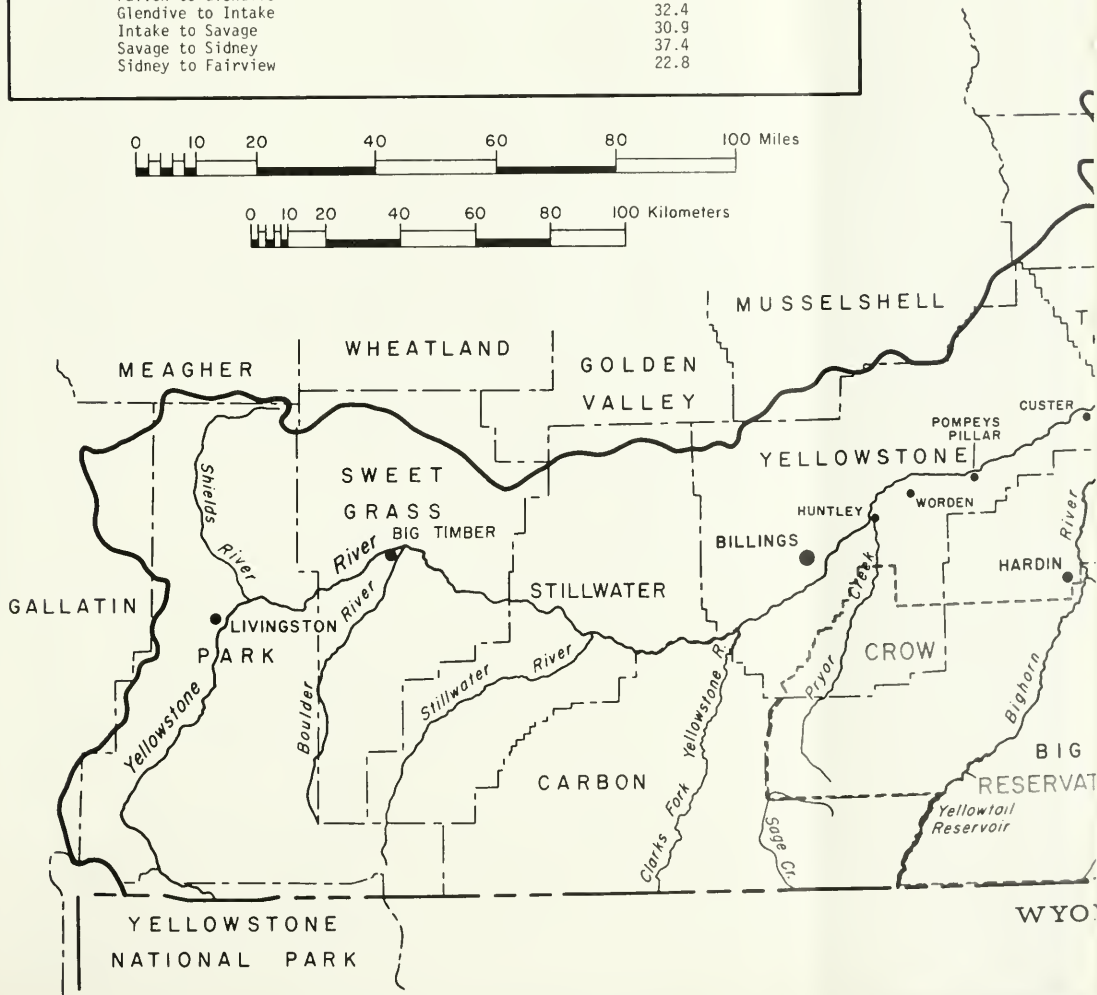 Glendive to Intake 32.4
Intake to Savage 30.9
Savage to Sidney 37.4
Sidney to Fairview 22.8
0 10 20 40 60 80 100 Miles
0 10 20 40 60 80 100 Kilometers
MUSSELSHELL
T
WHEATLAND
MEAGHER
GOLDEN
VALLEY
CUSTER
POMPEYS
PILLAR
YELLOWSTONE
SWEET
GRASS
Shields
River
WORDEN
HUNTLEY
River
BIG TIMBER
River
BILLINGS
HARDIN
River
STILLWATER
GALLATIN
LIVINGSTON
PARK
Creek
Pryor
CROW
Stillwater
River
Yellowstone
Boulder
Bighorn
Clarks Fork Yellowstone R.
CARBON
BIG
RESERVAT
Yellowtail
Reservoir
Sage Cr.
WYO
YELLOWSTONE
NATIONAL PARK